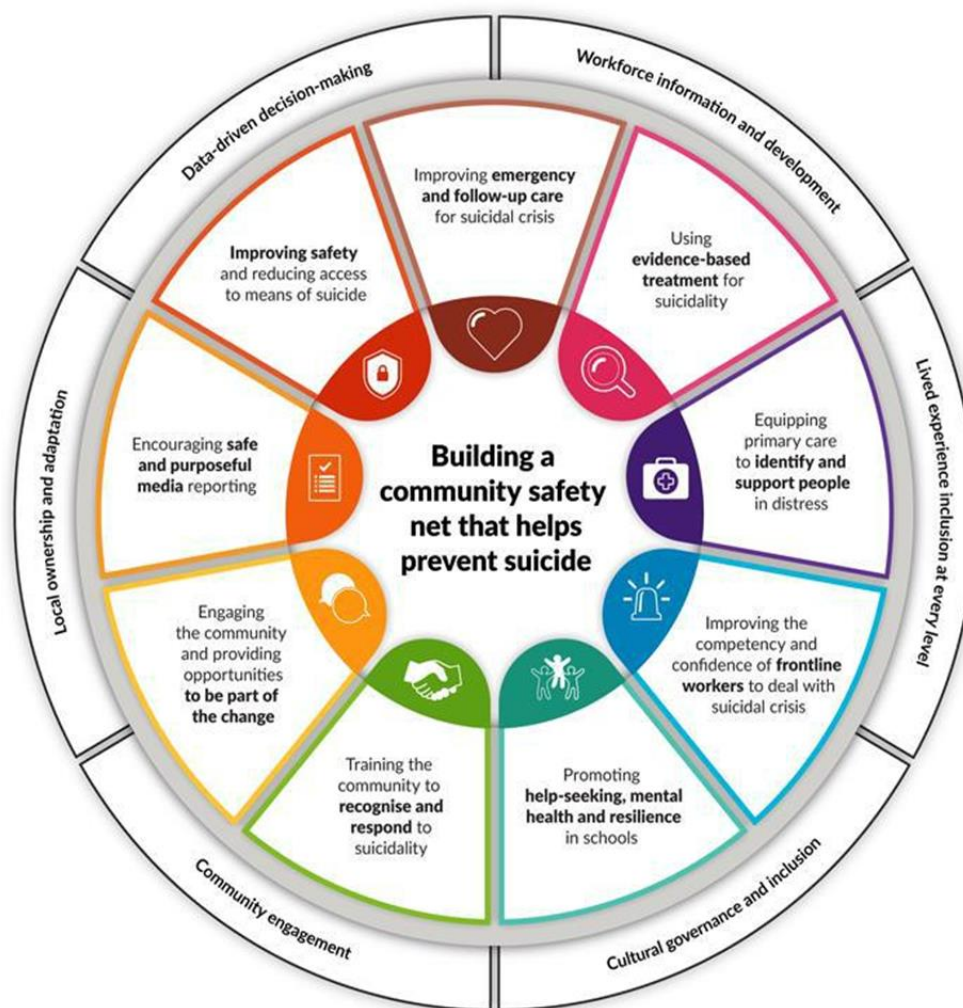 Data-driven decision-making
Workforce information and development
Lived experience inclusion at every level
Cultural governance and inclusion
Community engagement
Local ownership and adaptation
Improving emergency
and follow-up care
for suicidal crisis
Using
evidence-based
treatment for
suicidality
Equipping
primary care
to identify and
support people
in distress
Improving the
competency and
confidence of frontline
workers to deal with
suicidal crisis
Promoting
help-seeking, mental
health and resilience
in schools
Training the
community to
recognise and
respond to
suicidality
Engaging
the community
and providing
opportunities
to be part of
the change
Encouraging safe
and purposeful
media reporting
Improving safety
and reducing access
to means of suicide
Building a
community safety
net that helps
prevent suicide